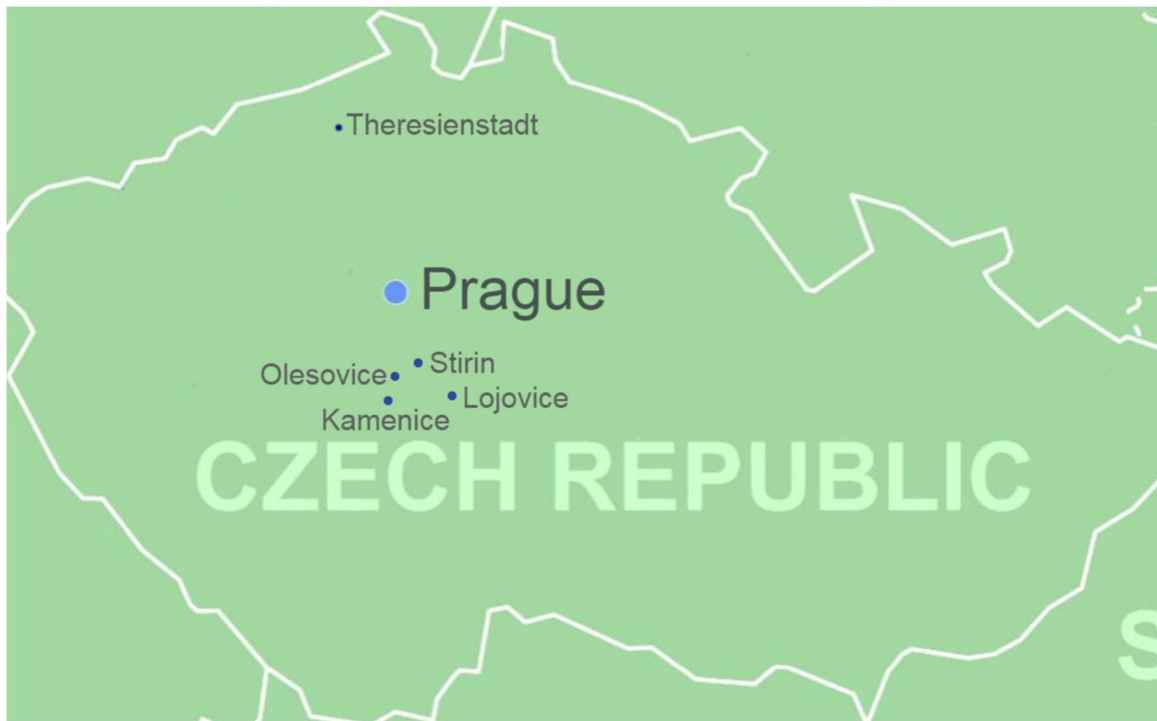 Theresienstadt
Prague
Stirin
Olesovice
Lojovice
Kamenice
CZECH REPUBLIC
S